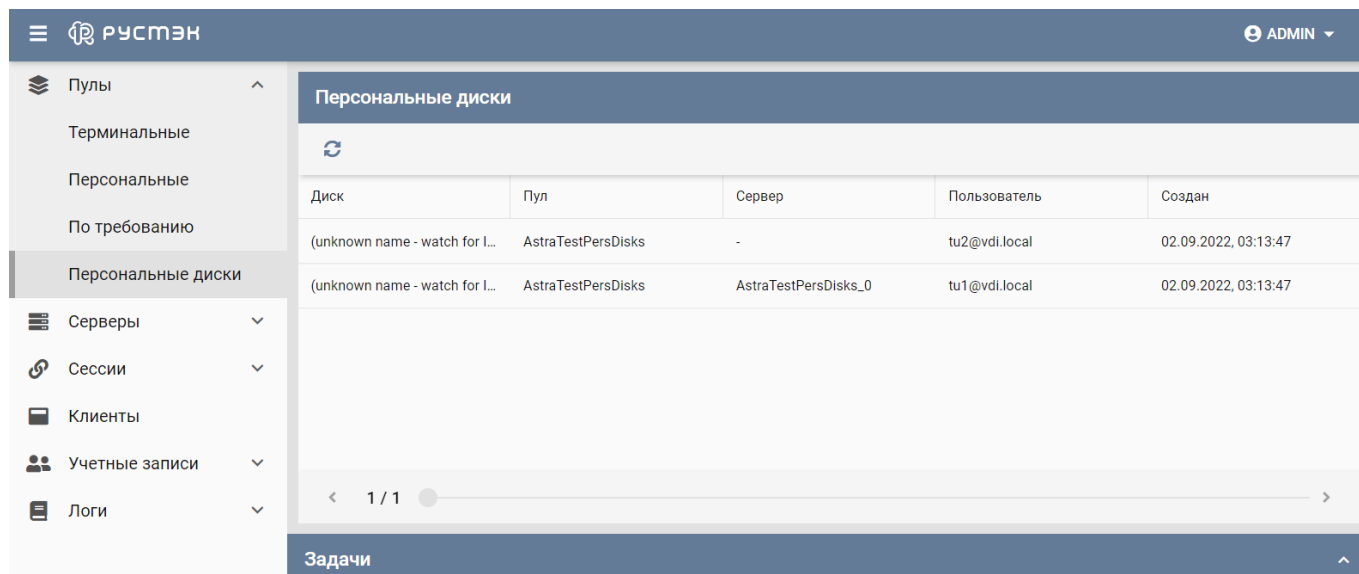 РУСТЭК
ADMIN
Пулы
Терминальные
Персональные
По требованию
Персональные диски
Серверы
Сессии
Клиенты
Учетные записи
Логи
Персональные диски
Диск Пул Сервер Пользователь Создан
(unknown name - watch for l... AstraTestPersDisks - tu2@vdi.local 02.09.2022, 03:13:47
(unknown name - watch for l... AstraTestPersDisks AstraTestPersDisks_0 tu1@vdi.local 02.09.2022, 03:13:47
1 / 1
Задачи